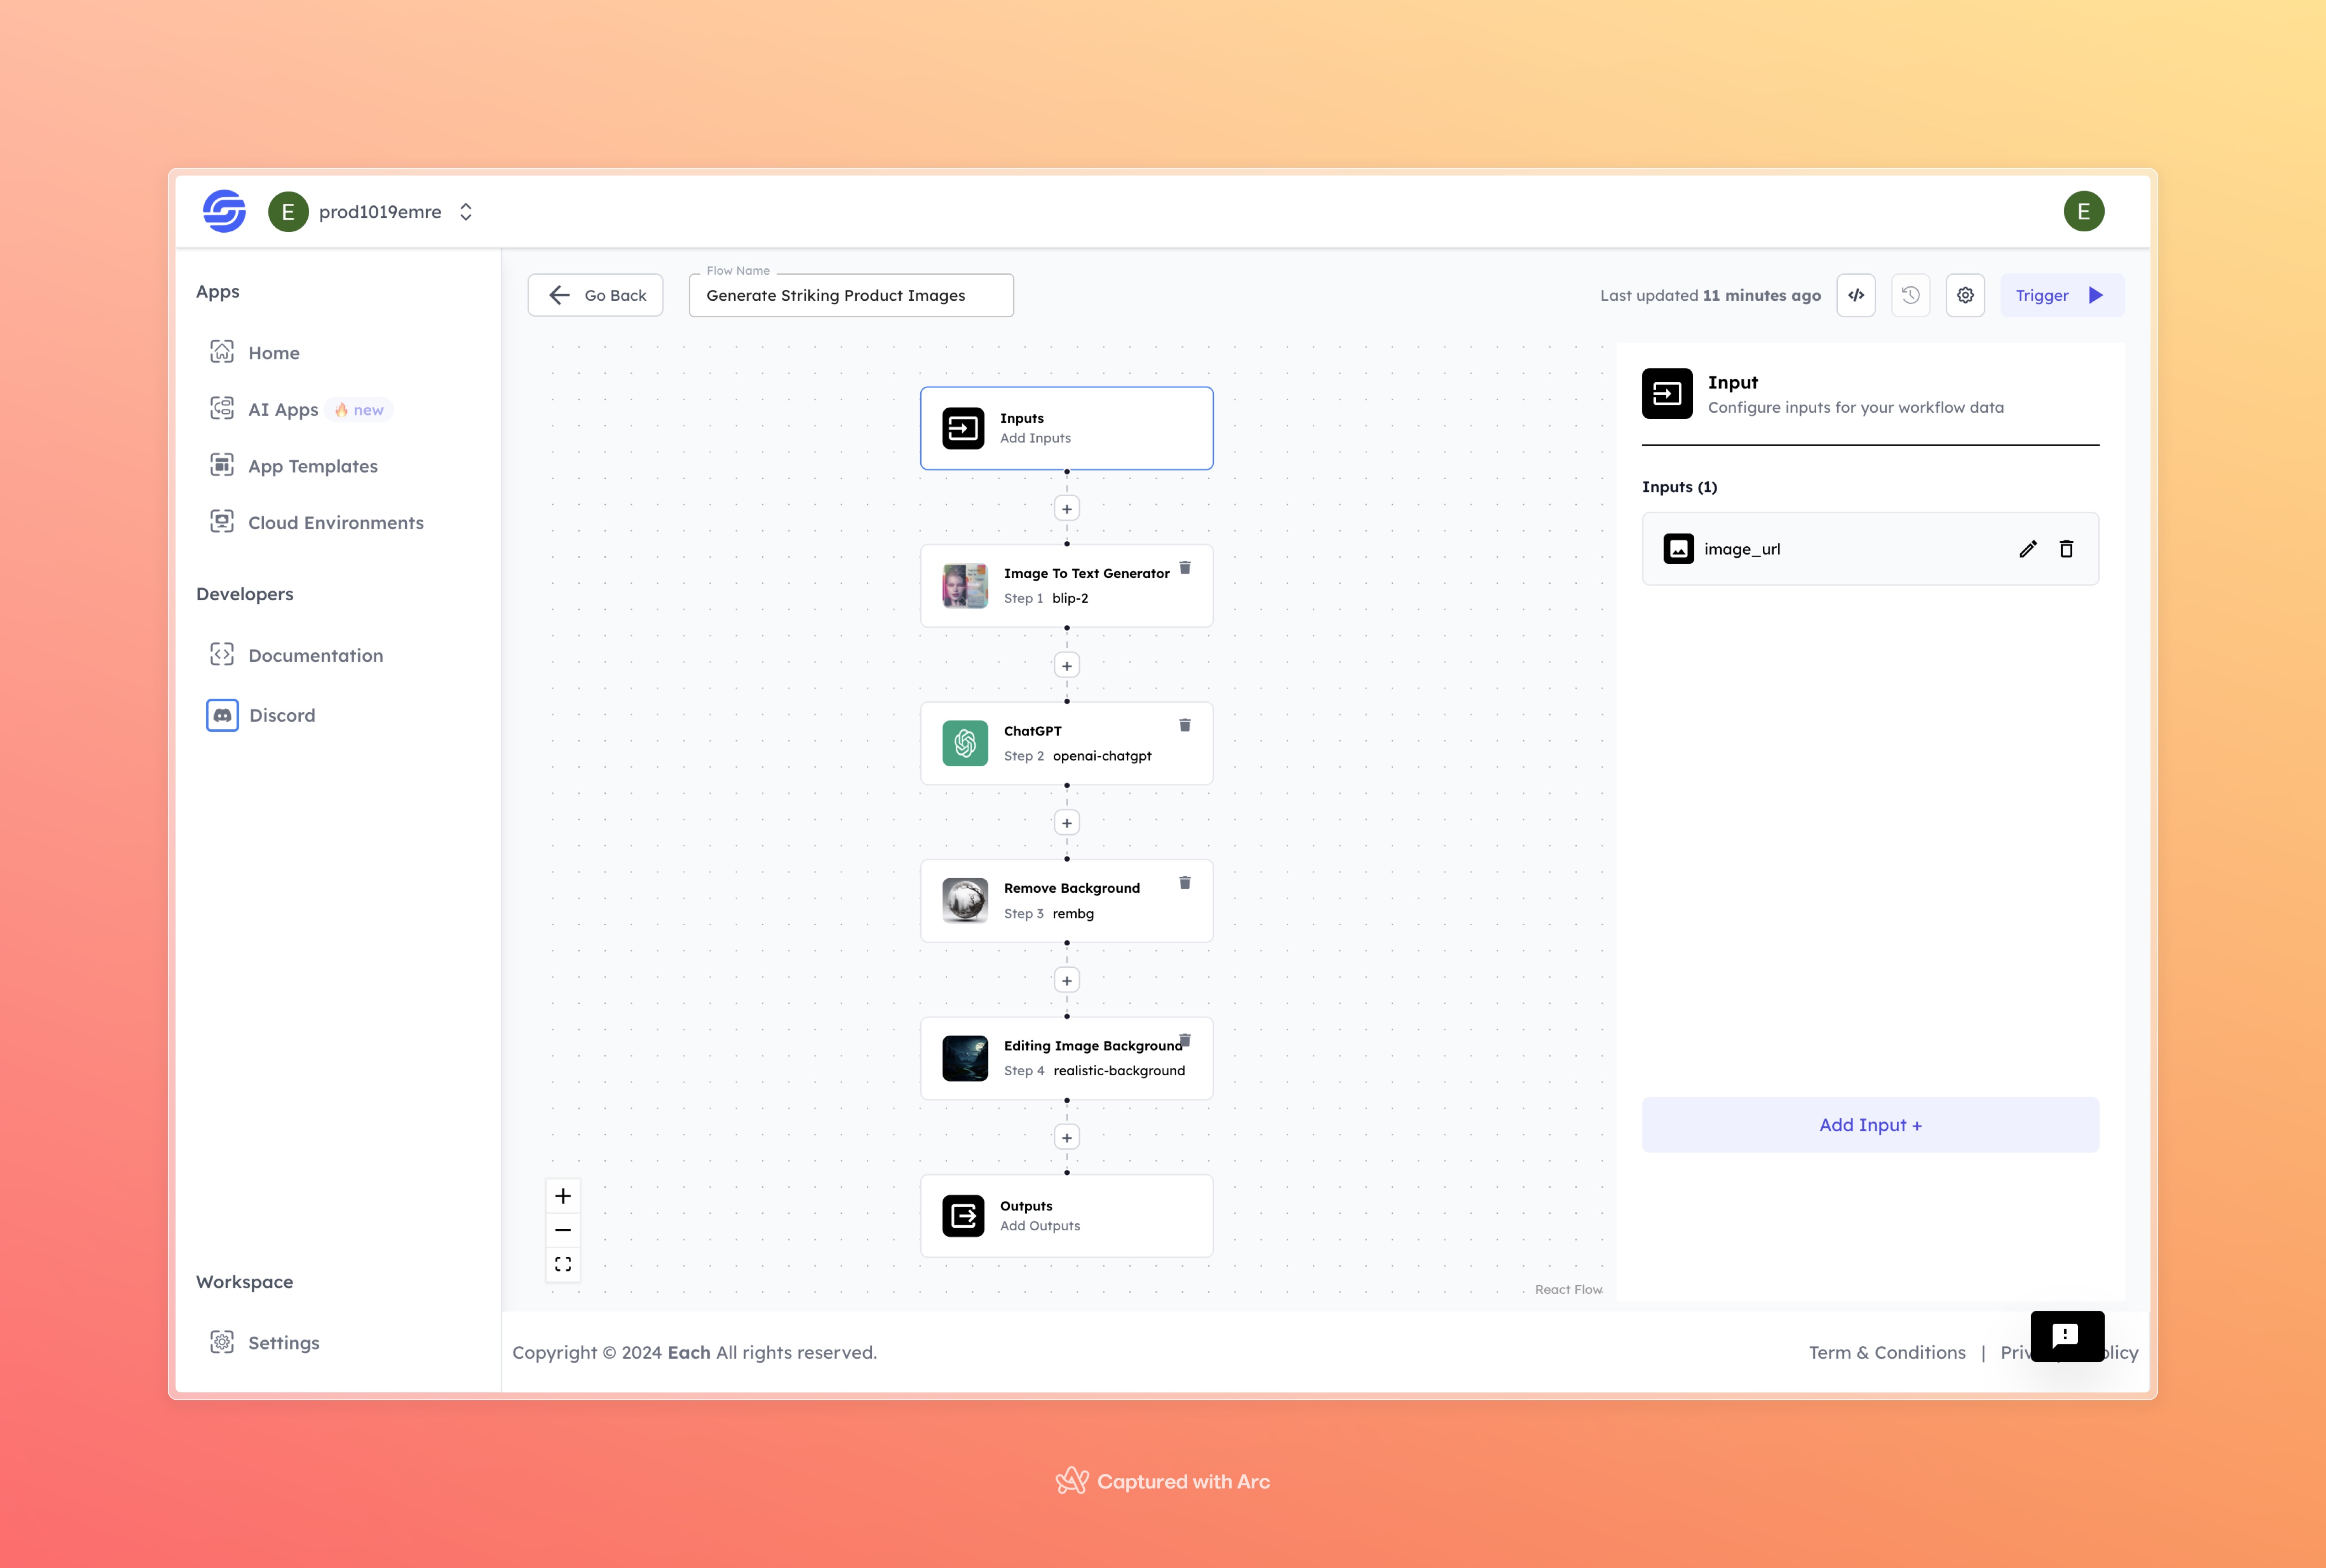 E prod1019emre
E
Apps
Home
AI Apps 🔥 new
App Templates
Cloud Environments
Developers
Documentation
Discord
Workspace
Settings
Go Back
Flow Name
Generate Striking Product Images
Last updated 11 minutes ago
Trigger
Inputs
Add Inputs
+
Image To Text Generator
Step 1 blip-2
+
ChatGPT
Step 2 openai-chatgpt
+
Remove Background
Step 3 rembg
+
Editing Image Background
Step 4 realistic-background
+
Outputs
Add Outputs
React Flow
Input
Configure inputs for your workflow data
Inputs (1)
image_url
Add Input +
Copyright © 2024 Each All rights reserved.
Term & Conditions |
Captured with Arc